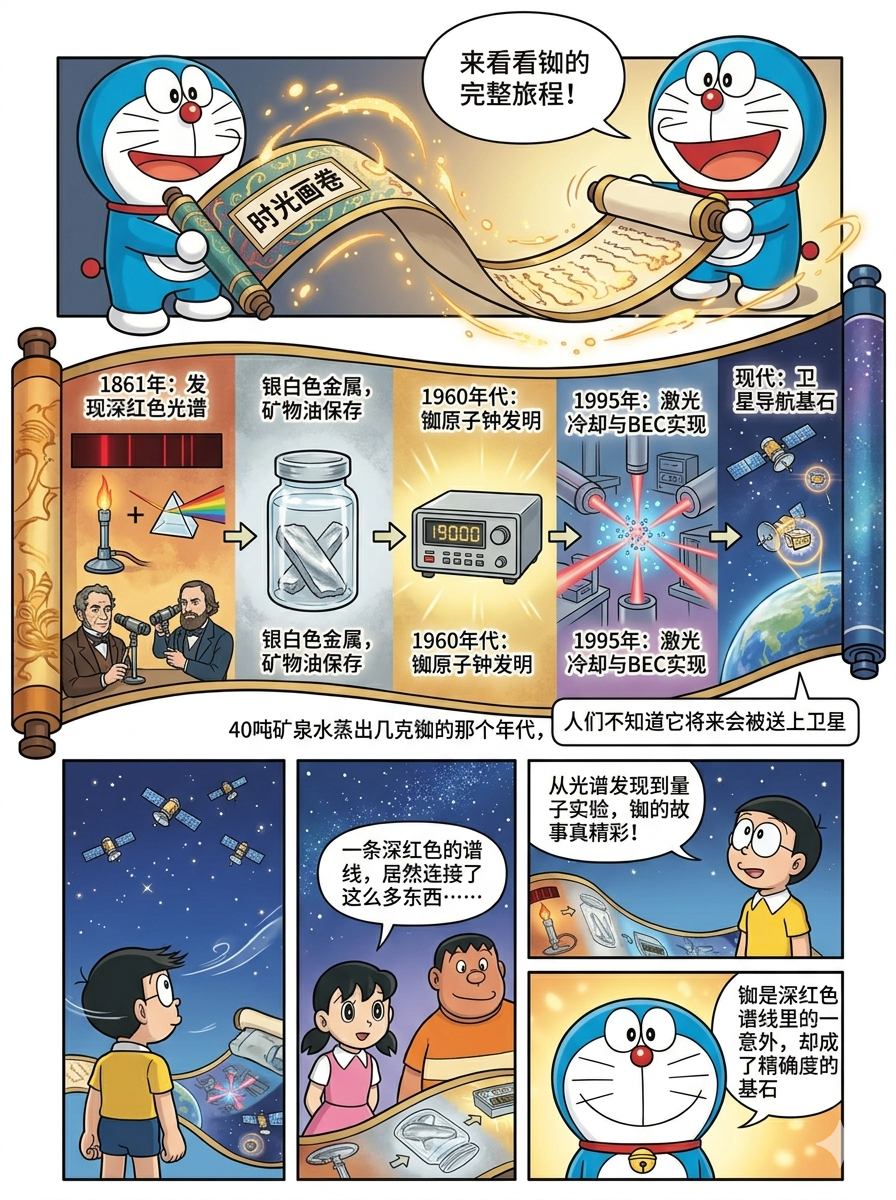 来看看铷的
完整旅程！
时光画卷
1861年：发
现深红色光谱
银白色金属，
矿物油保存
1960年代：
铷原子钟发明
1995年：激光
冷却与BEC实现
现代：卫
星导航基石
+
19000
银白色金属，
矿物油保存
1960年代：
铷原子钟发明
1995年：激光
冷却与BEC实现
40吨矿泉水蒸出几克铷的那个年代，
人们不知道它将来会被送上卫星
一条深红色的谱
线，居然连接了
这么多东西……
从光谱发现到量
子实验，铷的故
事真精彩！
铷是深红色
谱线里的一
意外，却成
了精确度的
基石